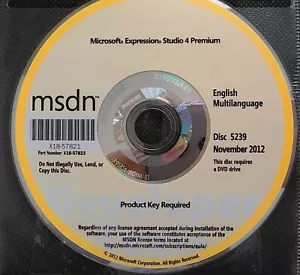 Microsoft® Expression Studio 4 Premium
msdn
English
Multilanguage
X18-57821
Part Number X18-57823
Do Not Illegally Use, Lend, or
Copy this Disc.
Disc 5239
November 2012
This disc requires
a DVD drive
Product Key Required
Regardless of any license agreement accepted during installation of the
software, your use of the software constitutes acceptance of the
MSDN license terms located at
http://msdn.microsoft.com/subscriptions/eula/
© 2012 Microsoft Corporation. All Rights Reserved.